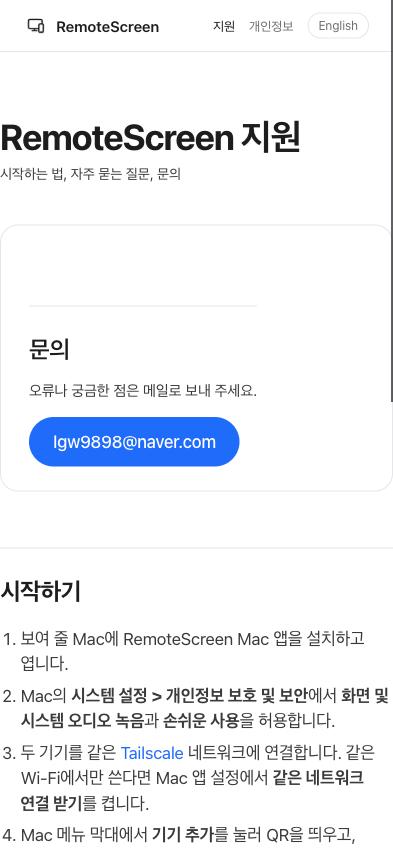 RemoteScreen 지원 개인정보 English
RemoteScreen 지원
시작하는 법, 자주 묻는 질문, 문의
문의
오류나 궁금한 점은 메일로 보내 주세요.
lgw9898@naver.com
시작하기
1. 보여 줄 Mac에 RemoteScreen Mac 앱을 설치하고
엽니다.
2. Mac의 시스템 설정 > 개인정보 보호 및 보안에서 화면 및
시스템 오디오 녹음과 손쉬운 사용을 허용합니다.
3. 두 기기를 같은 Tailscale 네트워크에 연결합니다. 같은
Wi-Fi에서만 쓴다면 Mac 앱 설정에서 같은 네트워크
연결 받기를 켭니다.
4. Mac 메뉴 막대에서 기기 추가를 눌러 QR을 띄우고,